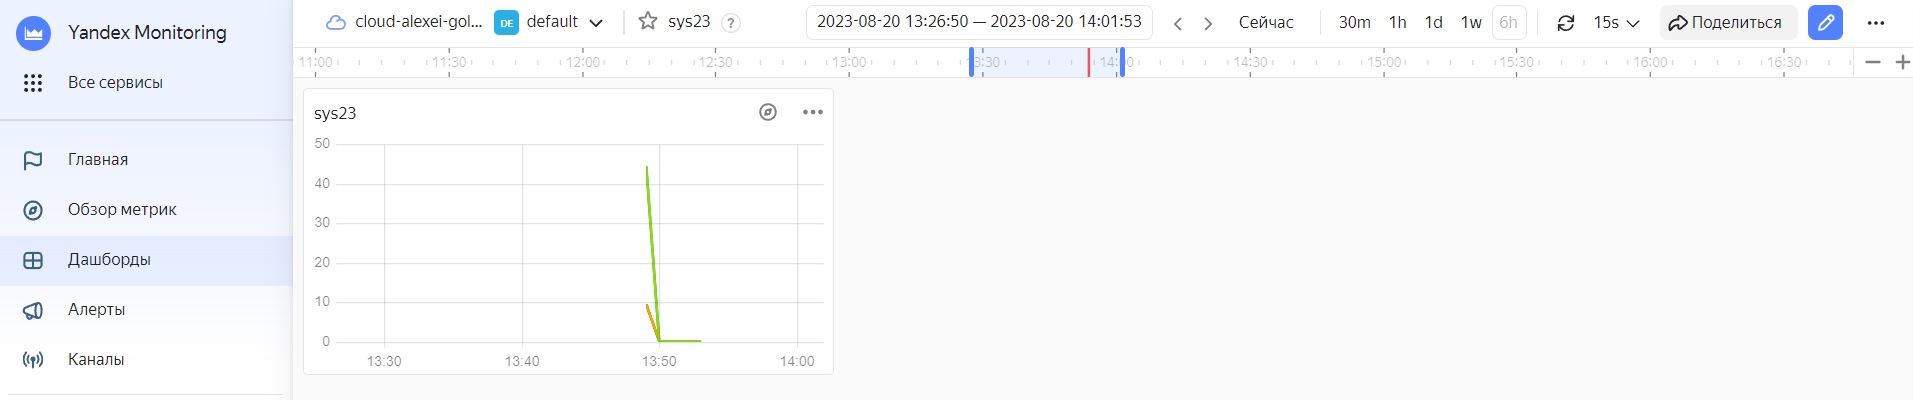 Yandex Monitoring
Все сервисы
Главная
Обзор метрик
Дашборды
Алерты
Каналы
cloud-alexei-gol... DE default sys23 ? 2023-08-20 13:26:50 — 2023-08-20 14:01:53 Сейчас 30m 1h 1d 1w 6h 15s Поделиться
11:00 11:30 12:00 12:30 13:00 13:30 14:00 14:30 15:00 15:30 16:00 16:30
sys23
50
40
30
20
10
0
13:30 13:40 13:50 14:00